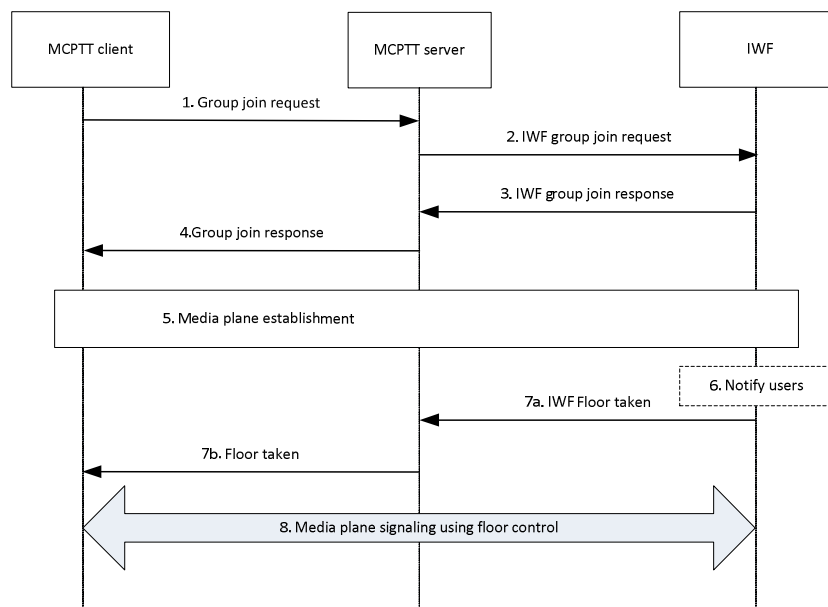 MCPTT client
MCPTT server
IWF
1. Group join request
2. IWF group join request
3. IWF group join response
4.Group join response
5. Media plane establishment
6. Notify users
7a. IWF Floor taken
7b. Floor taken
8. Media plane signaling using floor control